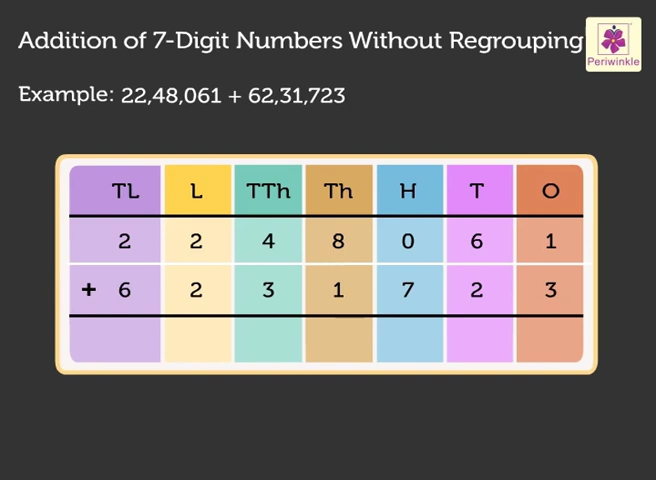 Addition of 7-Digit Numbers Without Regrouping
Periwinkle
Example: 22,48,061 + 62,31,723
TL L TTh Th H T O
2 2 4 8 0 6 1
+ 6 2 3 1 7 2 3